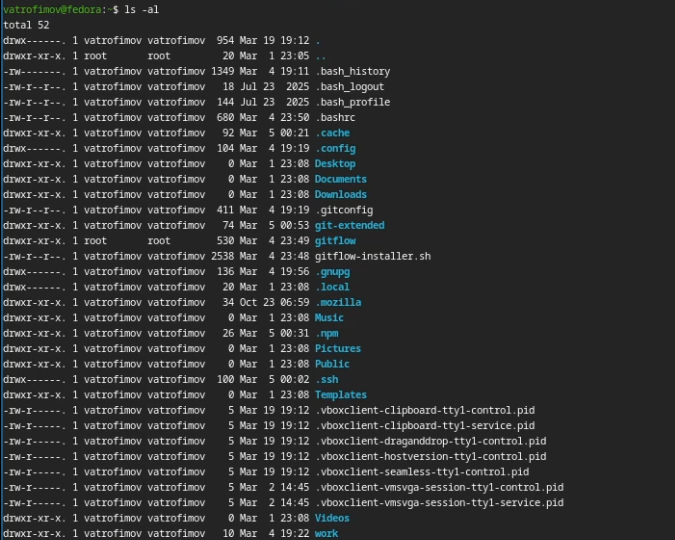 vatrofimov@fedora:~$ ls -al
total 52
drwx------. 1 vatrofimov vatrofimov  954 Mar 19 19:12 .
drwxr-xr-x. 1 root       root         20 Mar  1 23:05 ..
-rw-------. 1 vatrofimov vatrofimov 1349 Mar  4 19:11 .bash_history
-rw-r--r--. 1 vatrofimov vatrofimov   18 Jul 23  2025 .bash_logout
-rw-r--r--. 1 vatrofimov vatrofimov  144 Jul 23  2025 .bash_profile
-rw-r--r--. 1 vatrofimov vatrofimov  680 Mar  4 23:50 .bashrc
drwxr-xr-x. 1 vatrofimov vatrofimov   92 Mar  5 00:21 .cache
drwx------. 1 vatrofimov vatrofimov  104 Mar  4 19:19 .config
drwxr-xr-x. 1 vatrofimov vatrofimov    0 Mar  1 23:08 Desktop
drwxr-xr-x. 1 vatrofimov vatrofimov    0 Mar  1 23:08 Documents
drwxr-xr-x. 1 vatrofimov vatrofimov    0 Mar  1 23:08 Downloads
-rw-r--r--. 1 vatrofimov vatrofimov  411 Mar  4 19:19 .gitconfig
drwxr-xr-x. 1 vatrofimov vatrofimov   74 Mar  5 00:53 git-extended
drwxr-xr-x. 1 root       root        530 Mar  4 23:49 gitflow
-rw-r--r--. 1 vatrofimov vatrofimov 2538 Mar  4 23:48 gitflow-installer.sh
drwx------. 1 vatrofimov vatrofimov  136 Mar  4 19:56 .gnupg
drwx------. 1 vatrofimov vatrofimov   20 Mar  1 23:08 .local
drwxr-xr-x. 1 vatrofimov vatrofimov   34 Oct 23 06:59 .mozilla
drwxr-xr-x. 1 vatrofimov vatrofimov    0 Mar  1 23:08 Music
drwxr-xr-x. 1 vatrofimov vatrofimov   26 Mar  5 00:31 .npm
drwxr-xr-x. 1 vatrofimov vatrofimov    0 Mar  1 23:08 Pictures
drwxr-xr-x. 1 vatrofimov vatrofimov    0 Mar  1 23:08 Public
drwx------. 1 vatrofimov vatrofimov  100 Mar  5 00:02 .ssh
drwxr-xr-x. 1 vatrofimov vatrofimov    0 Mar  1 23:08 Templates
-rw-r-----. 1 vatrofimov vatrofimov    5 Mar 19 19:12 .vboxclient-clipboard-tty1-control.pid
-rw-r-----. 1 vatrofimov vatrofimov    5 Mar 19 19:12 .vboxclient-clipboard-tty1-service.pid
-rw-r-----. 1 vatrofimov vatrofimov    5 Mar 19 19:12 .vboxclient-draganddrop-tty1-control.pid
-rw-r-----. 1 vatrofimov vatrofimov    5 Mar 19 19:12 .vboxclient-hostversion-tty1-control.pid
-rw-r-----. 1 vatrofimov vatrofimov    5 Mar 19 19:12 .vboxclient-seamless-tty1-control.pid
-rw-r-----. 1 vatrofimov vatrofimov    5 Mar  2 14:45 .vboxclient-vmsvga-session-tty1-control.pid
-rw-r-----. 1 vatrofimov vatrofimov    5 Mar  2 14:45 .vboxclient-vmsvga-session-tty1-service.pid
drwxr-xr-x. 1 vatrofimov vatrofimov    0 Mar  1 23:08 Videos
drwxr-xr-x. 1 vatrofimov vatrofimov   10 Mar  4 19:22 work